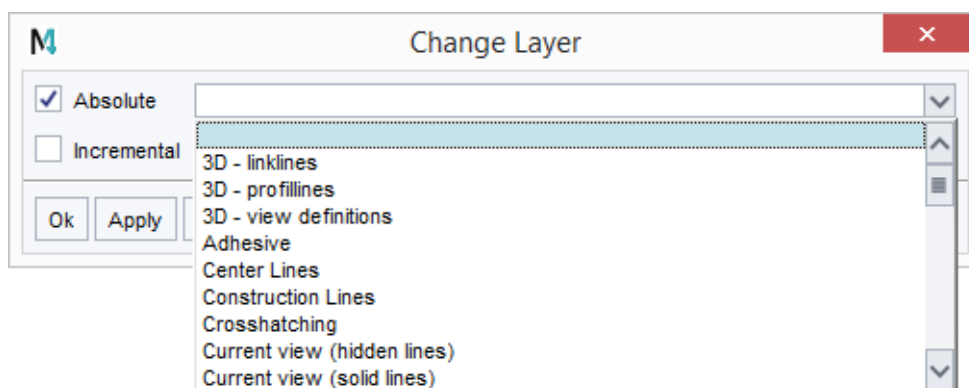 M4
Change Layer
Absolute
Incremental
3D - linklines
3D - profillines
3D - view definitions
Adhesive
Center Lines
Construction Lines
Crosshatching
Current view (hidden lines)
Current view (solid lines)
Ok Apply